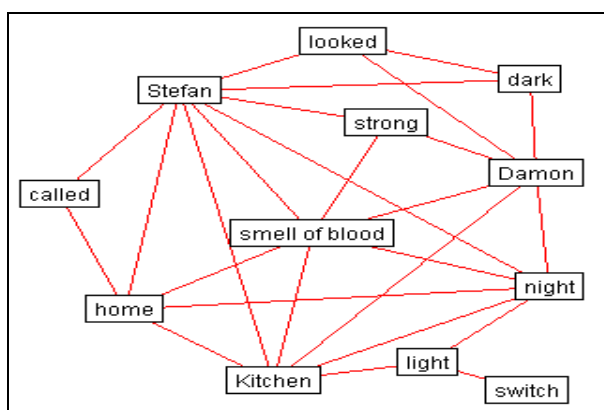 looked
dark
Stefan
strong
Damon
called
smell of blood
night
home
light
Kitchen
switch